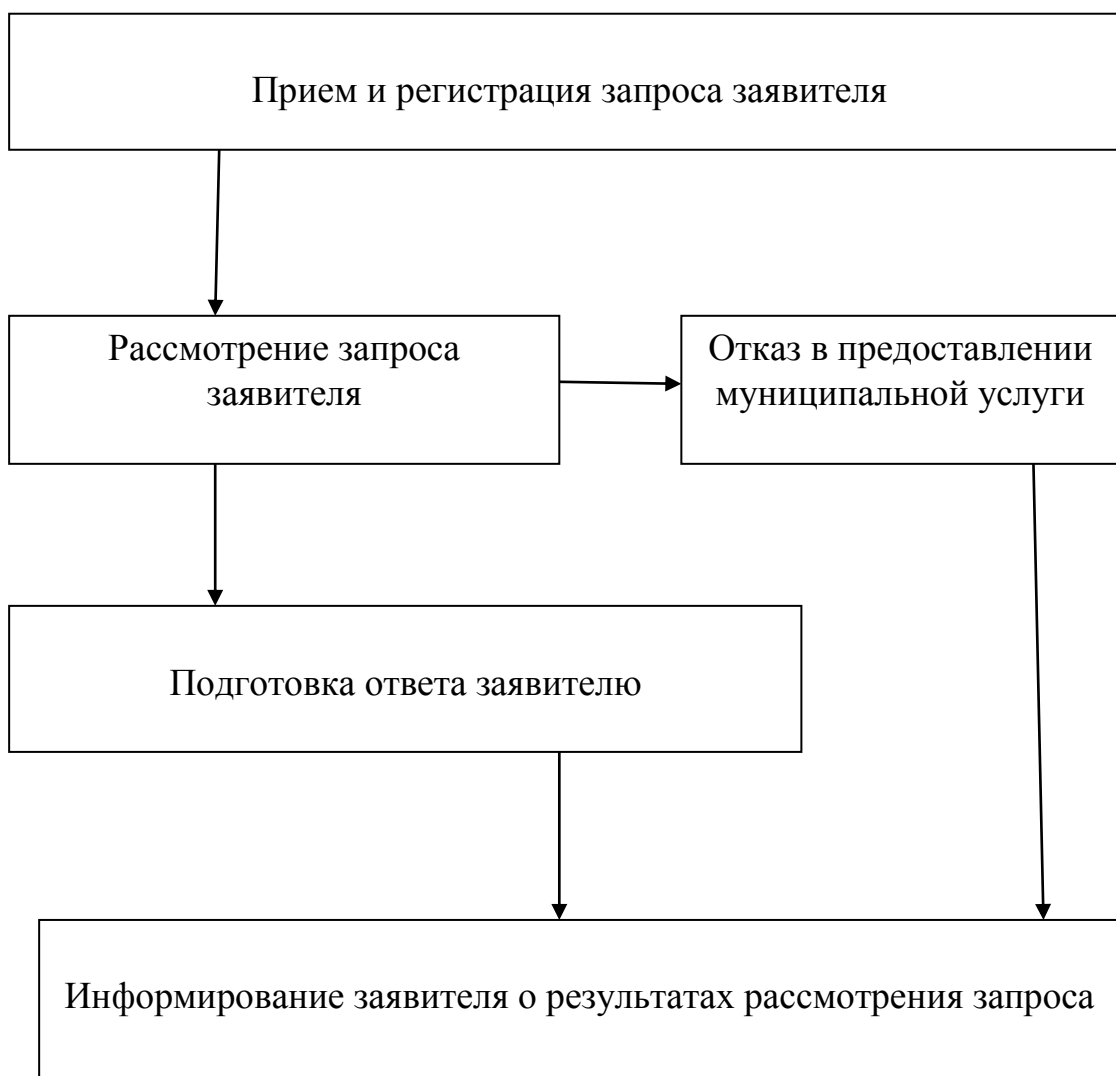 Прием и регистрация запроса заявителя
Рассмотрение запроса
заявителя
Отказ в предоставлении
муниципальной услуги
Подготовка ответа заявителю
Информирование заявителя о результатах рассмотрения запроса